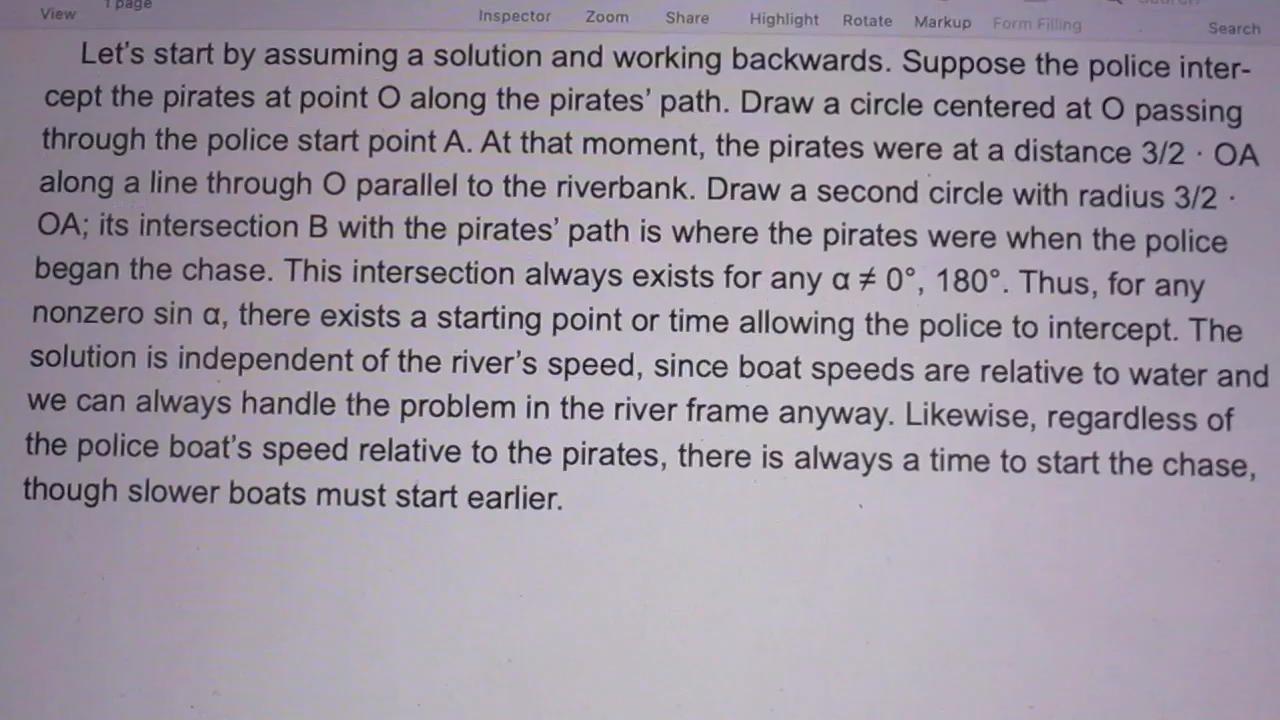 View
1 page
Inspector
Zoom
Share
Highlight
Rotate
Markup
Form Filling
Search
Let's start by assuming a solution and working backwards. Suppose the police inter-
cept the pirates at point O along the pirates' path. Draw a circle centered at O passing
through the police start point A. At that moment, the pirates were at a distance 3/2 · OA
along a line through O parallel to the riverbank. Draw a second circle with radius 3/2 ·
OA; its intersection B with the pirates' path is where the pirates were when the police
began the chase. This intersection always exists for any α ≠ 0°, 180°. Thus, for any
nonzero sin α, there exists a starting point or time allowing the police to intercept. The
solution is independent of the river's speed, since boat speeds are relative to water and
we can always handle the problem in the river frame anyway. Likewise, regardless of
the police boat's speed relative to the pirates, there is always a time to start the chase,
though slower boats must start earlier.